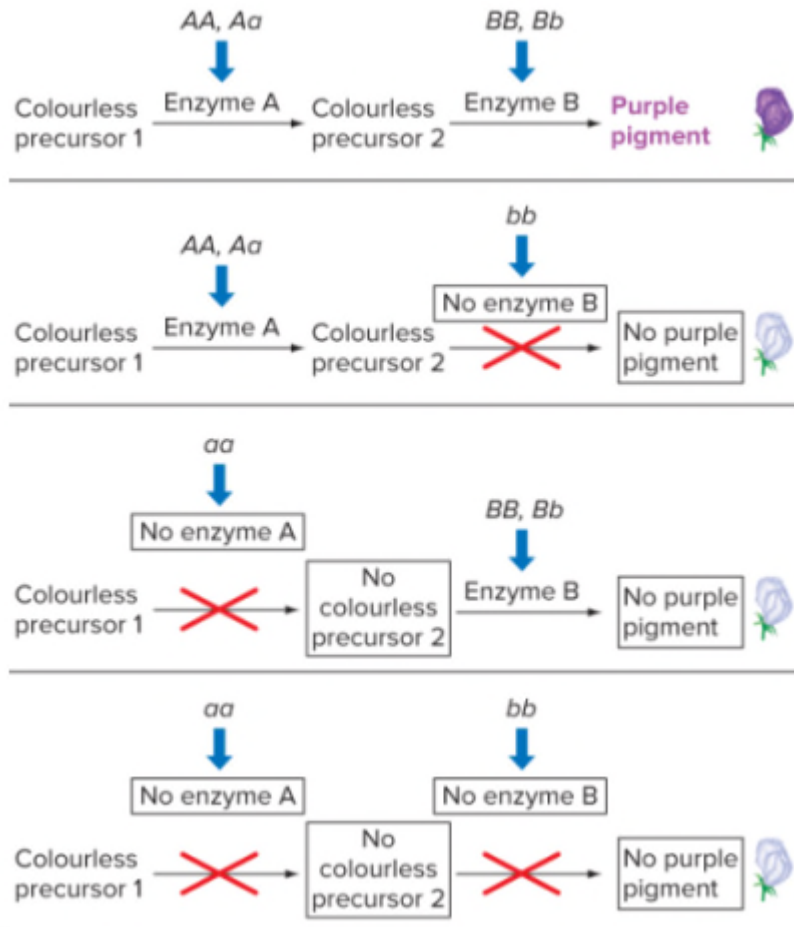 AA, Aa
BB, Bb
Colourless
precursor 1
Enzyme A
Colourless
precursor 2
Enzyme B
Purple
pigment
AA, Aa
bb
Colourless
precursor 1
Enzyme A
Colourless
precursor 2
No enzyme B
No purple
pigment
aa
BB, Bb
No enzyme A
Colourless
precursor 1
No
colourless
precursor 2
Enzyme B
No purple
pigment
aa
bb
No enzyme A
No enzyme B
Colourless
precursor 1
No
colourless
precursor 2
No purple
pigment